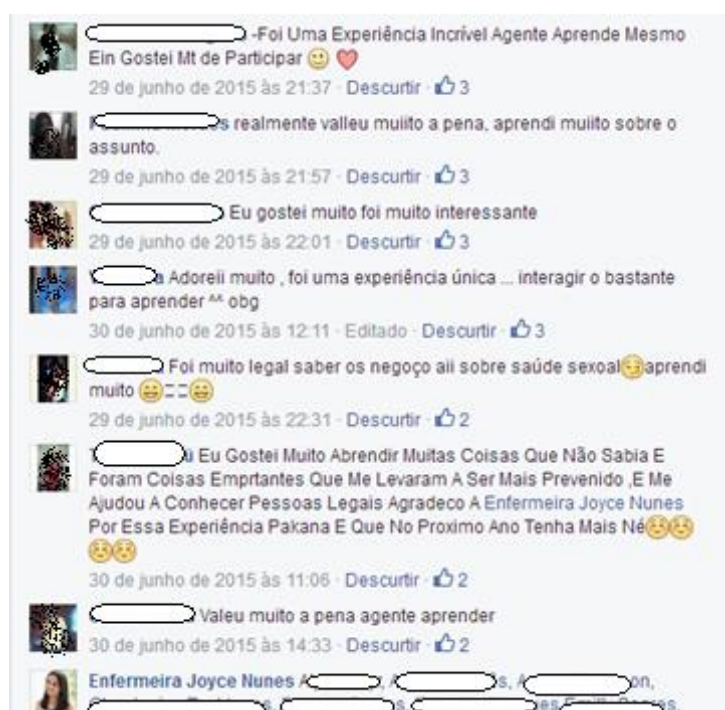 -Foi Uma Experiência Incrível Agente Aprende Mesmo
Ein Gostei Mt de Participar
29 de junho de 2015 às 21:37 · Descurtir · 3
realmente valleu muiito a pena, aprendi muiito sobre o
assunto.
29 de junho de 2015 às 21:57 · Descurtir · 3
Eu gostei muito foi muito interessante
29 de junho de 2015 às 22:01 · Descurtir · 3
Adoreii muito , foi uma experiência única ... interagir o bastante
para aprender ^^ obg
30 de junho de 2015 às 12:11 · Editado · Descurtir · 3
Foi muito legal saber os negoço aii sobre saúde sexoal aprendi
muito
29 de junho de 2015 às 22:31 · Descurtir · 2
Eu Gostei Muito Abrendir Muitas Coisas Que Não Sabia E
Foram Coisas Emprtantes Que Me Levaram A Ser Mais Prevenido ,E Me
Ajudou A Conhecer Pessoas Legais Agradeco A Enfermeira Joyce Nunes
Por Essa Experiência Pakana E Que No Proximo Ano Tenha Mais Né
30 de junho de 2015 às 11:06 · Descurtir · 2
Valeu muito a pena agente aprender
30 de junho de 2015 às 14:33 · Descurtir · 2
Enfermeira Joyce Nunes